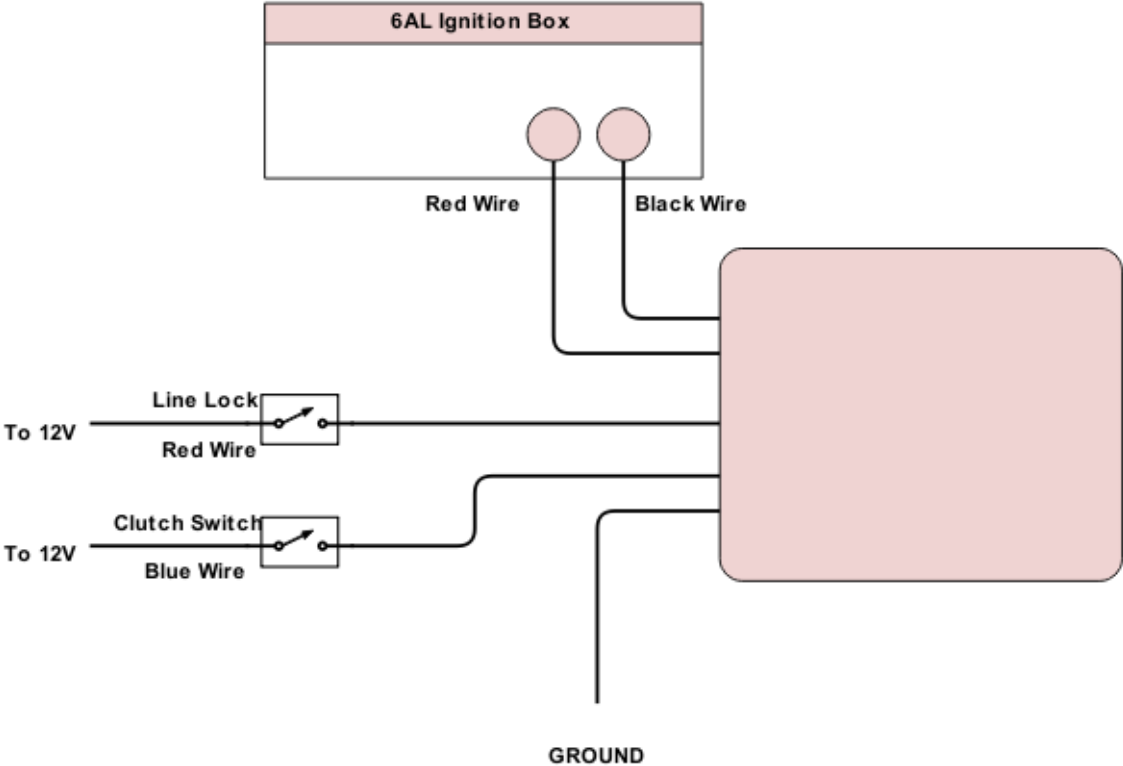 6AL Ignition Box
Red Wire
Black Wire
Line Lock
To 12V
Red Wire
Clutch Switch
To 12V
Blue Wire
GROUND